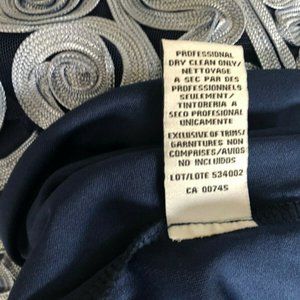 PROFESSIONAL
DRY CLEAN ONLY/
NETTOYAGE
A SEC PAR DES
PROFESSIONNELS
SEULEMENT/
TINTORERIA A
SECO PROFESIONAL
UNICAMENTE
EXCLUSIVE OF TRIMS/
GARNITURES NON
COMPRISES/AVIOS
NO INCLUIDOS
LOT/LOTE 534002
CA 00745